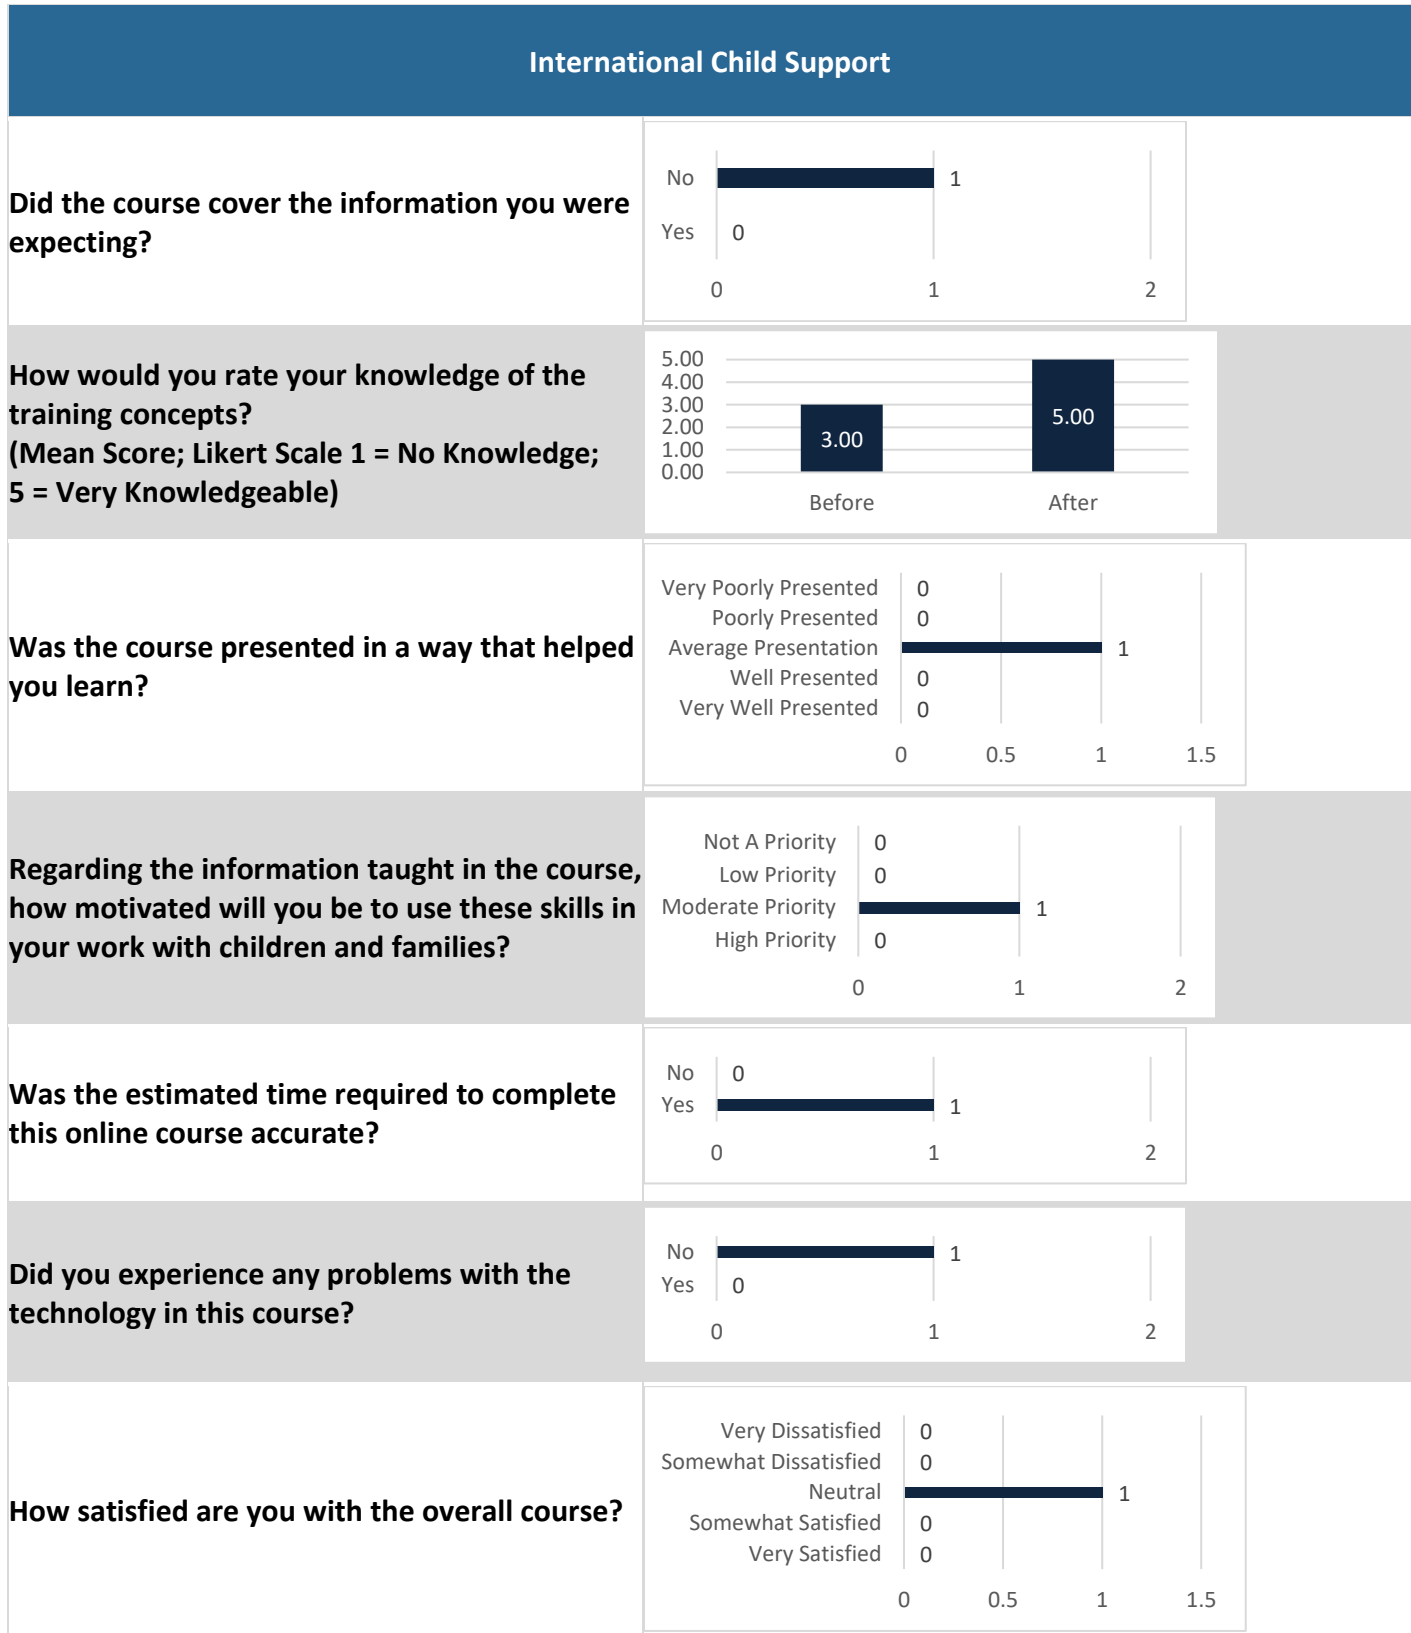 International Child Support
Did the course cover the information you were
expecting?
No 1
Yes 0
0 1 2
How would you rate your knowledge of the
training concepts?
(Mean Score; Likert Scale 1 = No Knowledge;
5 = Very Knowledgeable)
5.00
4.00
3.00
2.00
1.00
0.00
3.00
5.00
Before After
Was the course presented in a way that helped
you learn?
Very Poorly Presented 0
Poorly Presented 0
Average Presentation 1
Well Presented 0
Very Well Presented 0
0 0.5 1 1.5
Regarding the information taught in the course,
how motivated will you be to use these skills in
your work with children and families?
Not A Priority 0
Low Priority 0
Moderate Priority 1
High Priority 0
0 1 2
Was the estimated time required to complete
this online course accurate?
No 0
Yes 1
0 1 2
Did you experience any problems with the
technology in this course?
No 1
Yes 0
0 1 2
How satisfied are you with the overall course?
Very Dissatisfied 0
Somewhat Dissatisfied 0
Neutral 1
Somewhat Satisfied 0
Very Satisfied 0
0 0.5 1 1.5